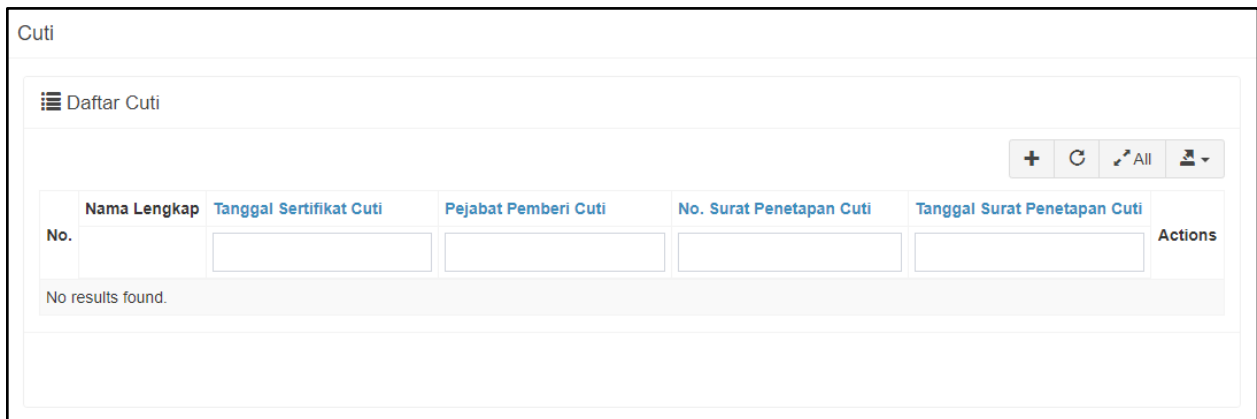 Cuti
Daftar Cuti
All
No. Nama Lengkap Tanggal Sertifikat Cuti Pejabat Pemberi Cuti No. Surat Penetapan Cuti Tanggal Surat Penetapan Cuti Actions
No results found.